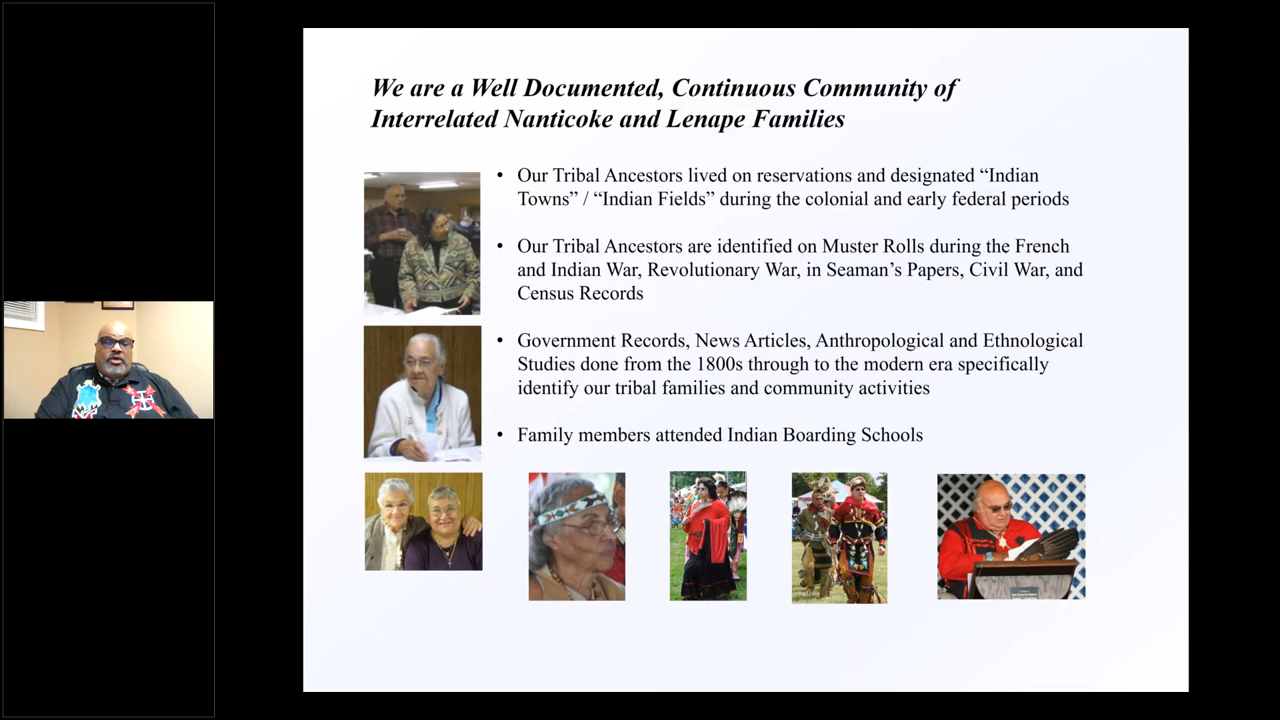 We are a Well Documented, Continuous Community of
Interrelated Nanticoke and Lenape Families
• Our Tribal Ancestors lived on reservations and designated “Indian
Towns” / “Indian Fields” during the colonial and early federal periods
• Our Tribal Ancestors are identified on Muster Rolls during the French
and Indian War, Revolutionary War, in Seaman’s Papers, Civil War, and
Census Records
• Government Records, News Articles, Anthropological and Ethnological
Studies done from the 1800s through to the modern era specifically
identify our tribal families and community activities
• Family members attended Indian Boarding Schools